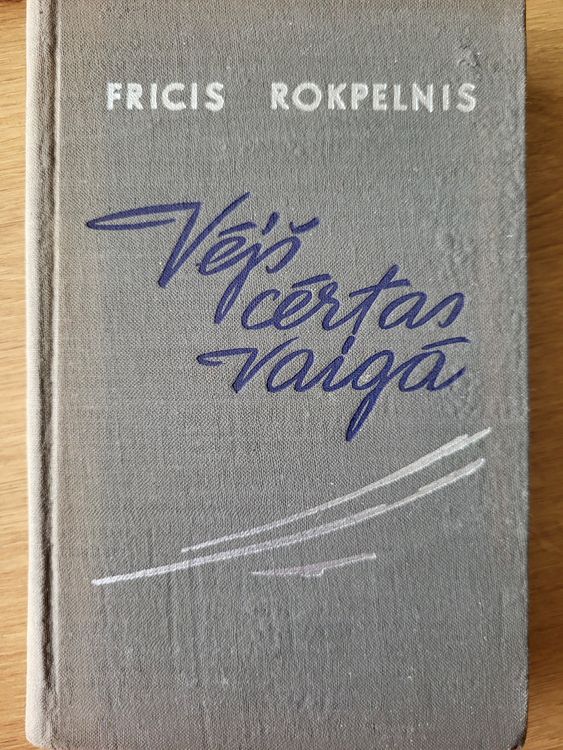 FRICIS ROKPELNIS
Vējš
cērtas
vaigā